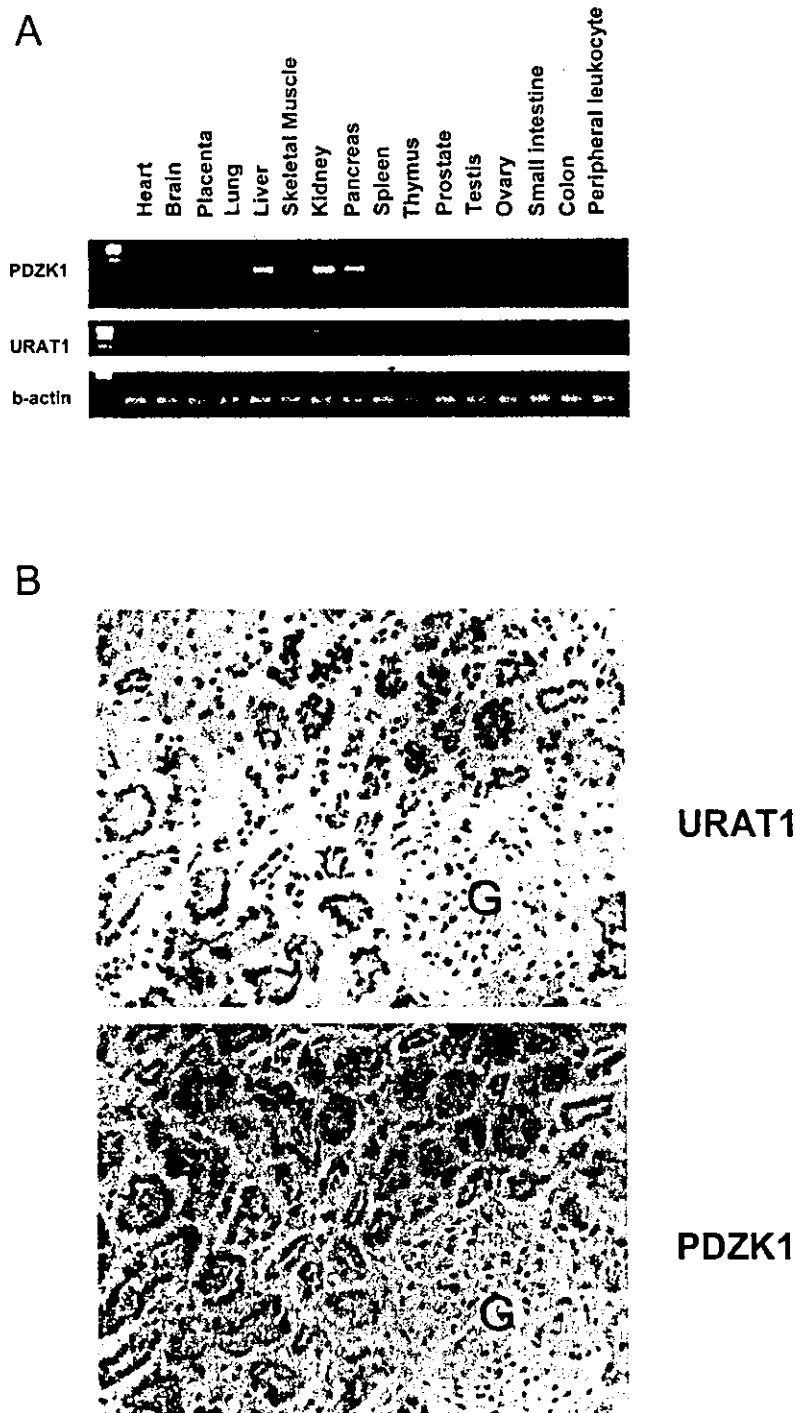 A
Heart
Brain
Placenta
Lung
Liver
Skeletal Muscle
Kidney
Pancreas
Spleen
Thymus
Prostate
Testis
Ovary
Small intestine
Colon
Peripheral leukocyte
PDZK1
URAT1
b-actin
B
G
URAT1
G
PDZK1